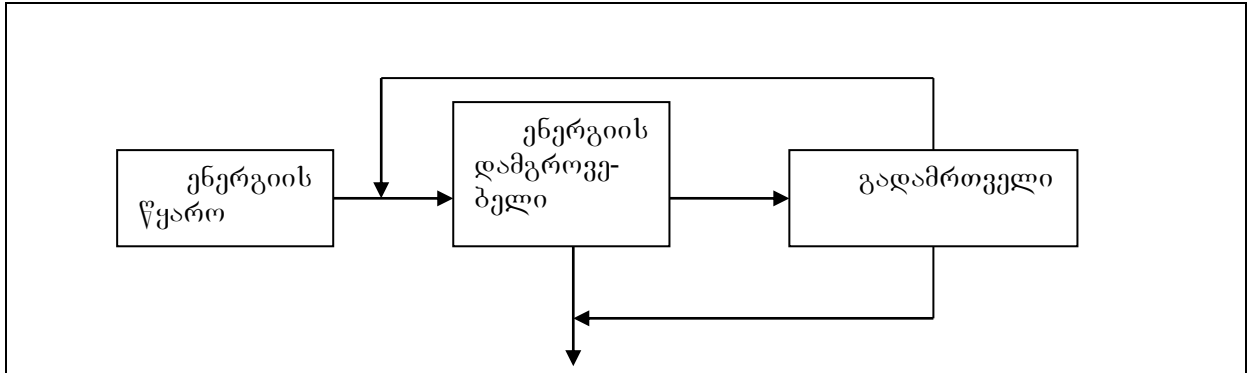 ენერგიის
წყარო
ენერგიის
დამგროვე-
ბელი
გადამრთველი